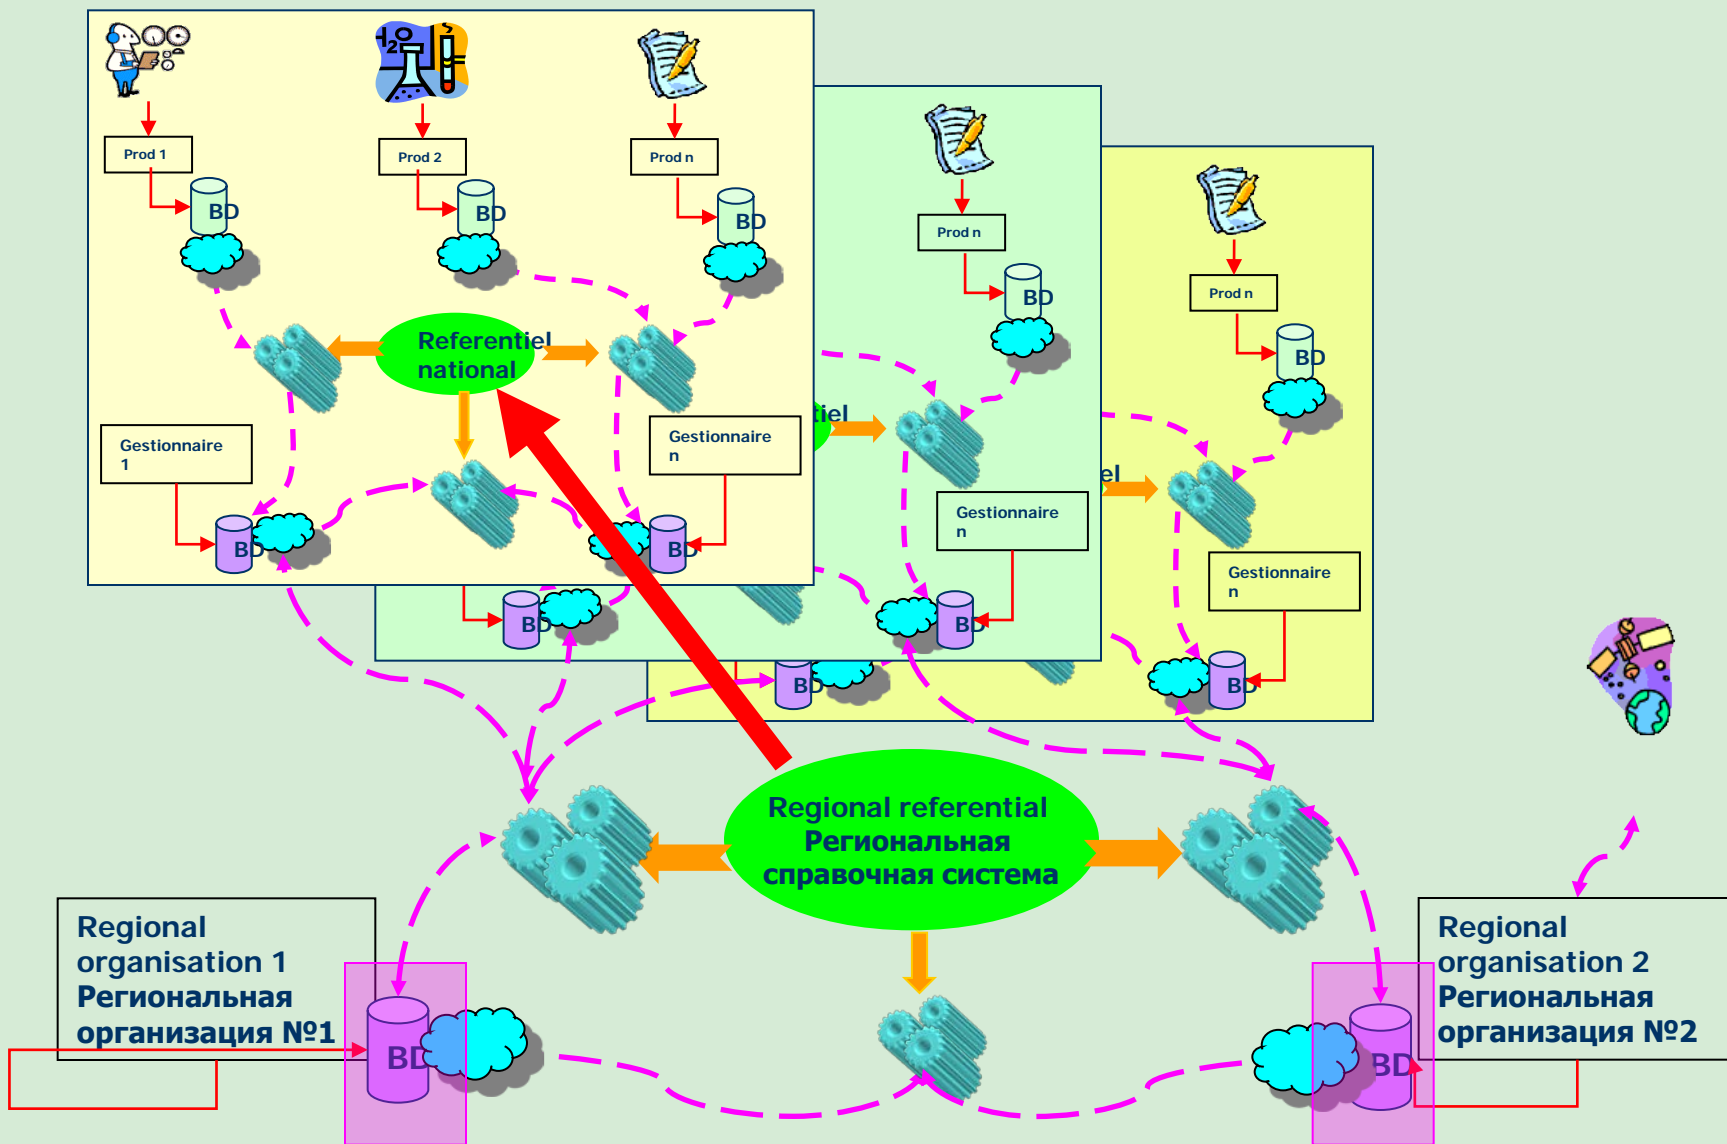 H₂O
Prod 1
Prod 2
Prod n
BD
BD
BD
Referentiel
national
Gestionnaire
1
Gestionnaire
n
BD
BD
Prod n
BD
tiel
Gestionnaire
n
BD
BD
Prod n
BD
el
Gestionnaire
n
BD
BD
Regional referential
Региональная
справочная система
Regional
organisation 1
Региональная
организация №1
BD
Regional
organisation 2
Региональная
организация №2
BD